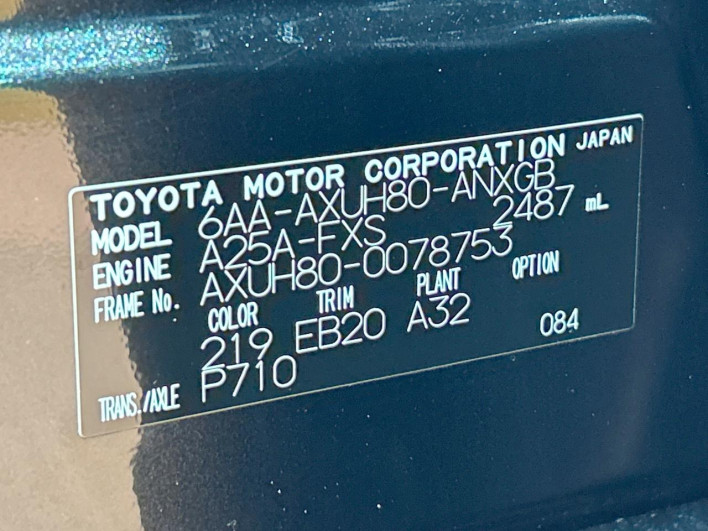 TOYOTA MOTOR CORPORATION JAPAN
MODEL 6AA-AXUH80-ANXGB
ENGINE A25A-FXS 2487 mL
FRAME No. AXUH80-0078753
COLOR TRIM PLANT OPTION
219 EB20 A32 084
TRANS./AXLE P710